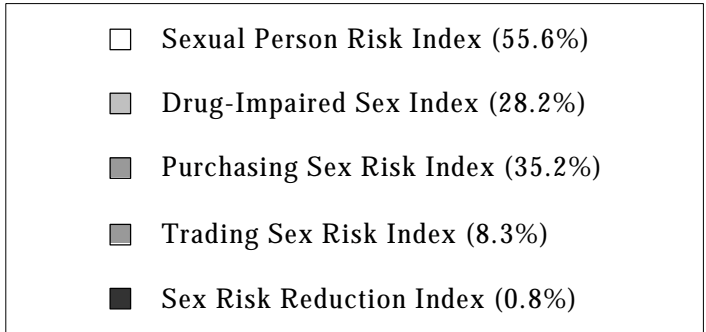 Sexual Person Risk Index (55.6%)
Drug-Impaired Sex Index (28.2%)
Purchasing Sex Risk Index (35.2%)
Trading Sex Risk Index (8.3%)
Sex Risk Reduction Index (0.8%)